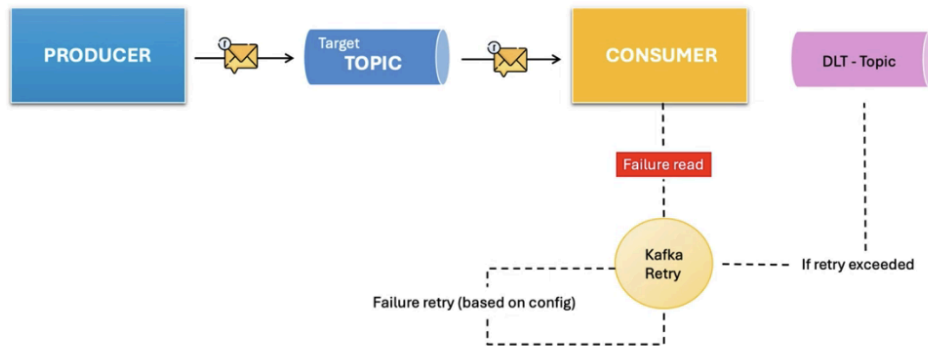 PRODUCER
Target
TOPIC
CONSUMER
DLT - Topic
Failure read
Kafka
Retry
If retry exceeded
Failure retry (based on config)